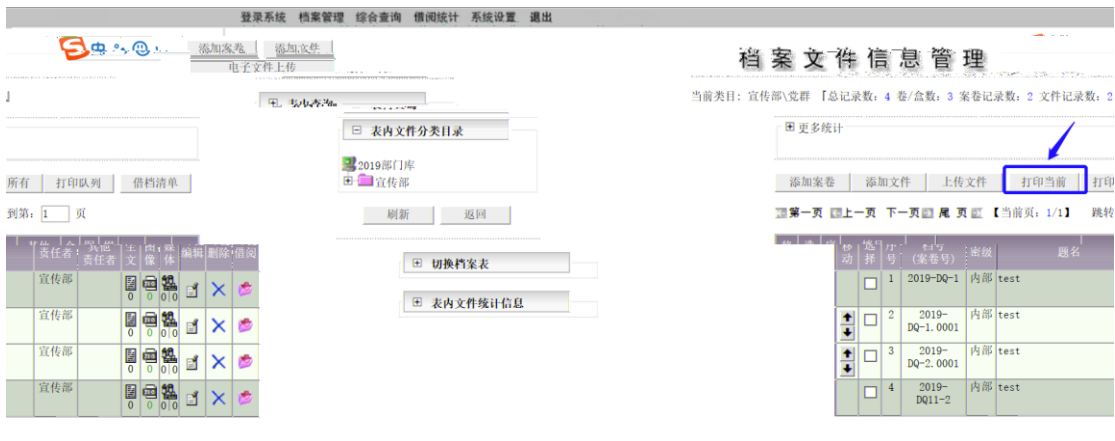 登录系统 档案管理 综合查询 借阅统计 系统设置 退出
中
添加案卷 添加文件
电子文件上传
档案文件信息管理
当前类目: 宣传部\党群 「总记录数: 4 卷/盒数: 3 案卷记录数: 2 文件记录数: 2
表内查询
表内文件分类目录
2019部门库
宣传部
刷新 返回
切换档案表
表内文件统计信息
更多统计
所有 打印队列 借档清单
到第: 1 页
添加案卷 添加文件 上传文件 打印当前 打印
第一页 上一页 下一页 尾 页 【当前页: 1/1】 跳转
责任者 其他责任者 全文 图像 媒体 编辑 删除 借阅
宣传部 0 0 0|0
宣传部 0 0 0|0
宣传部 0 0 0|0
宣传部 0 0 0|0
移动 选择 序号 档号(案卷号) 密级 题名
1 2019-DQ-1 内部 test
2 2019-DQ-1.0001 内部 test
3 2019-DQ-2.0001 内部 test
4 2019-DQ11-2 内部 test